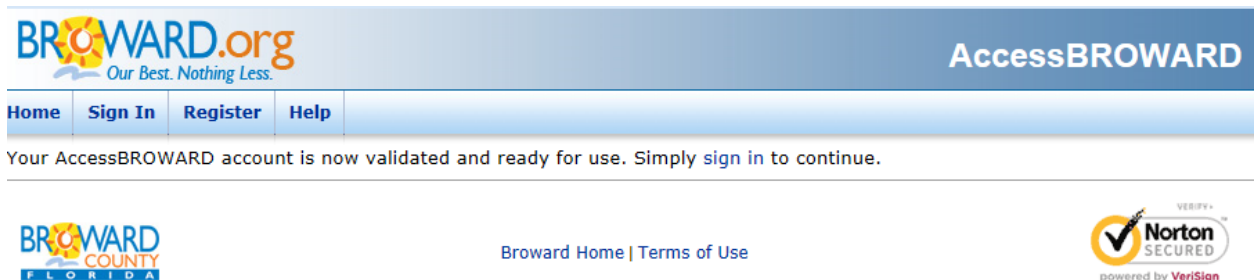 BROWARD.org
Our Best. Nothing Less.
AccessBROWARD
Home Sign In Register Help
Your AccessBROWARD account is now validated and ready for use. Simply sign in to continue.
BROWARD
COUNTY
FLORIDA
Broward Home | Terms of Use
VERIFY▸
Norton
SECURED
powered by VeriSign